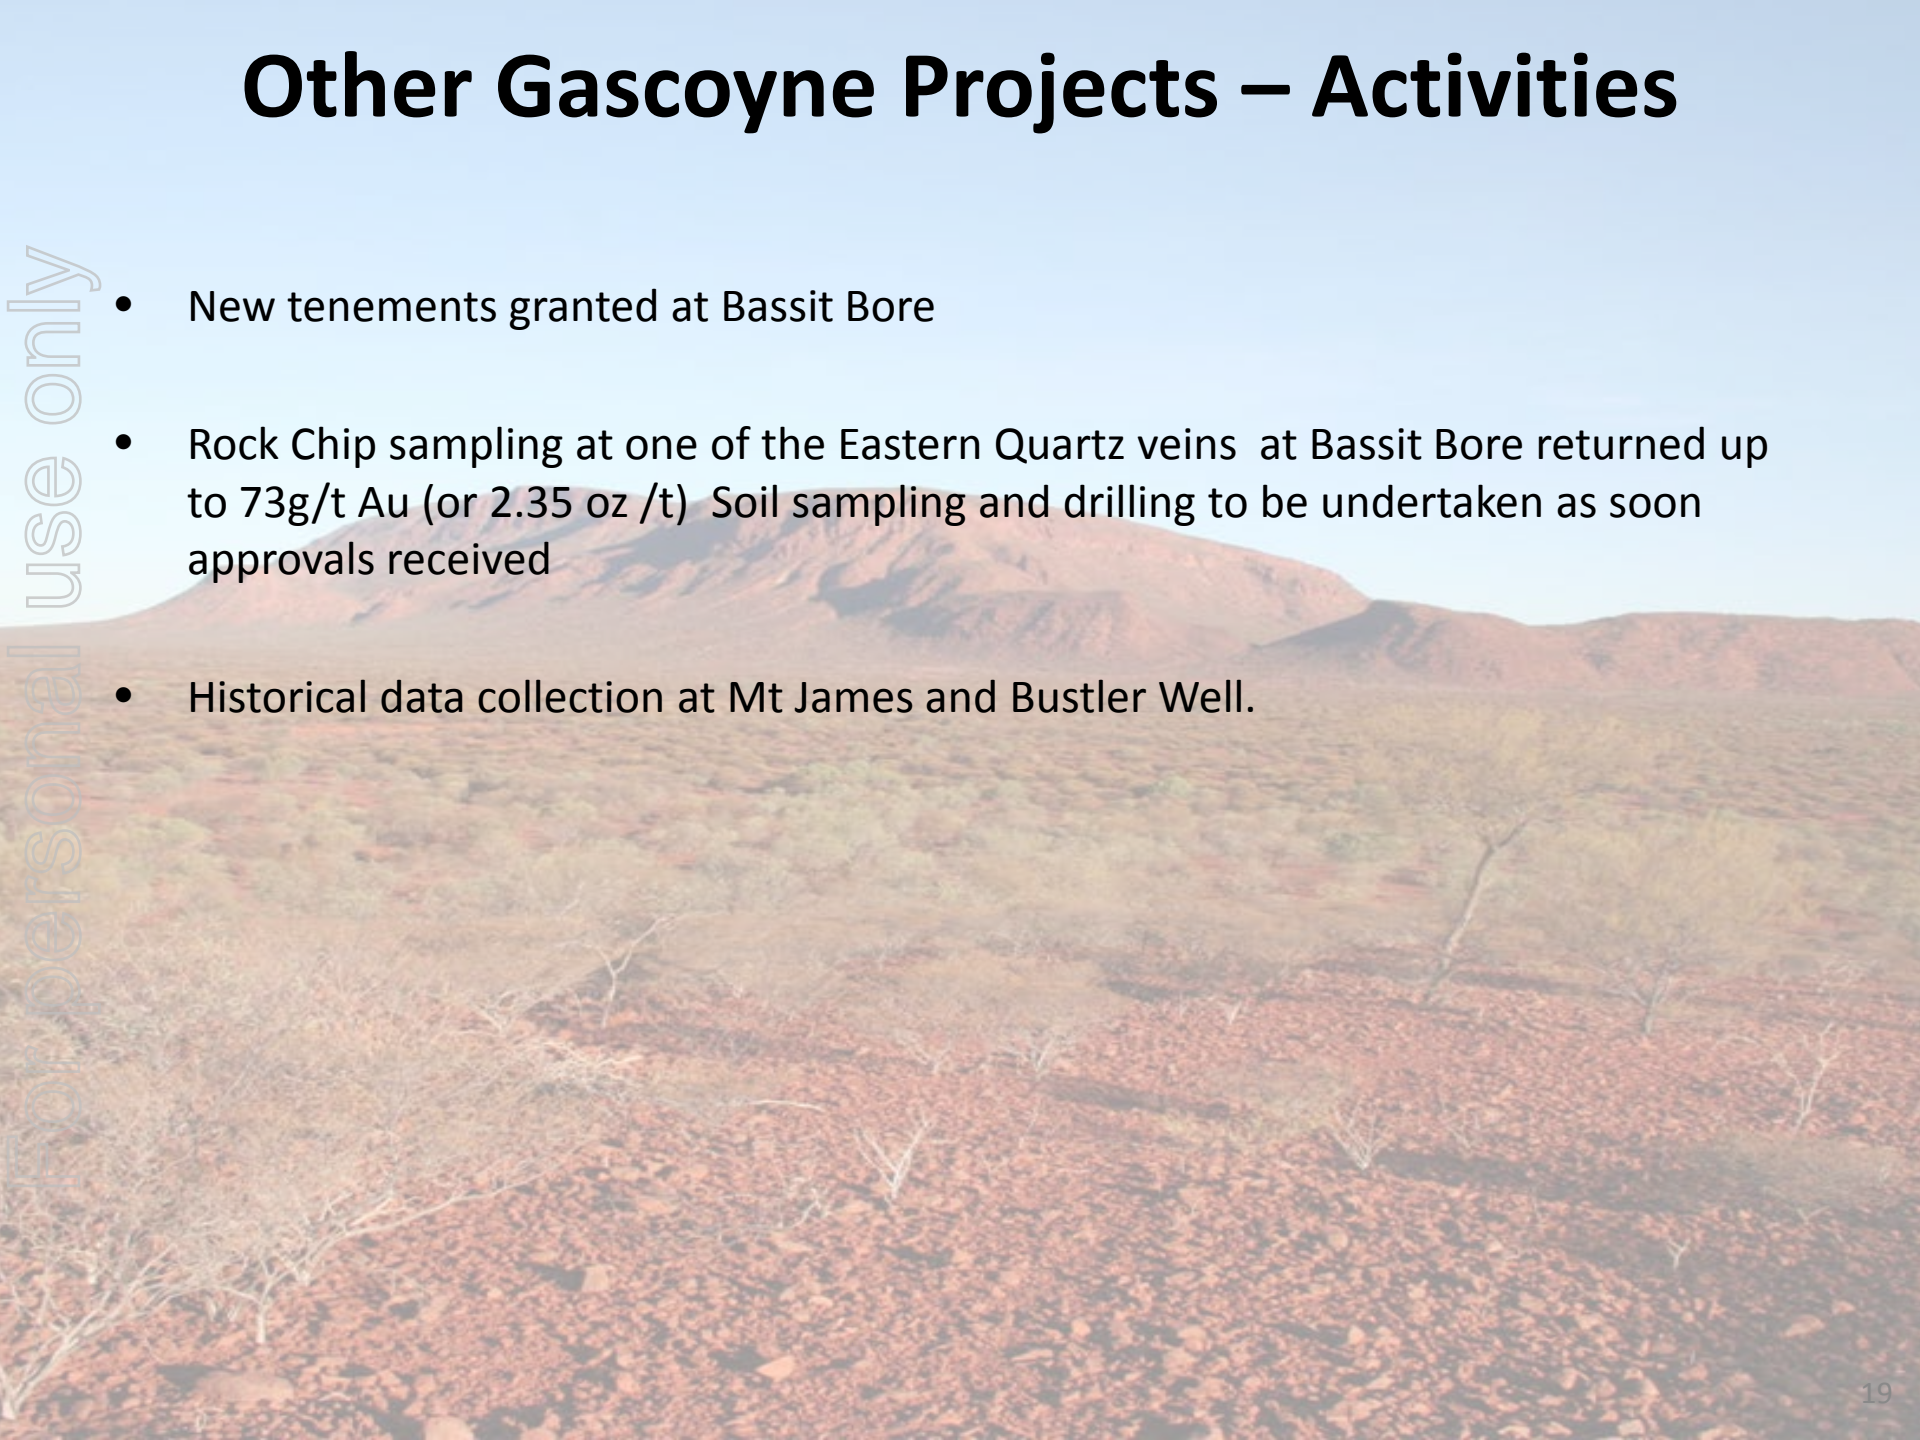 Other Gascoyne Projects – Activities
• New tenements granted at Bassit Bore
• Rock Chip sampling at one of the Eastern Quartz veins  at Bassit Bore returned up
to 73g/t Au (or 2.35 oz /t)  Soil sampling and drilling to be undertaken as soon
approvals received
• Historical data collection at Mt James and Bustler Well.
For personal use only
19